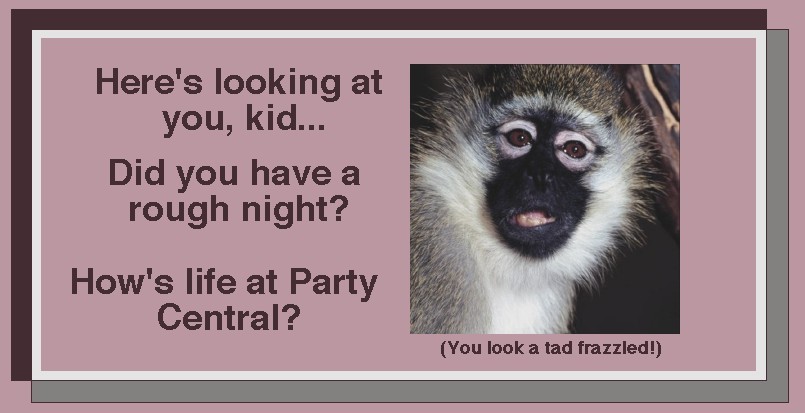 Here's looking at
you, kid...
Did you have a
rough night?
How's life at Party
Central?
(You look a tad frazzled!)